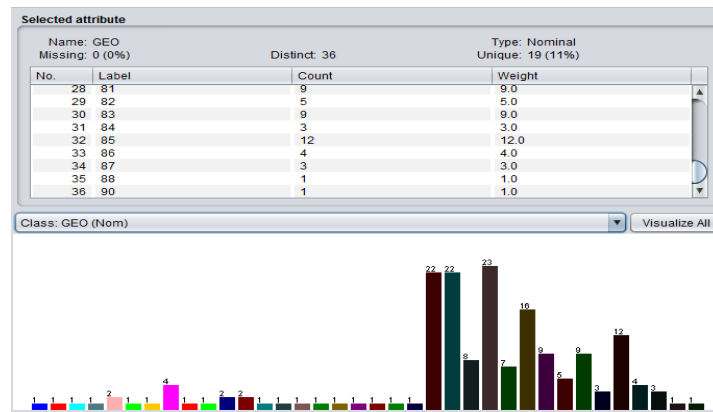 Selected attribute
Name: GEO Type: Nominal
Missing: 0 (0%) Distinct: 36 Unique: 19 (11%)
No. Label Count Weight
28 81 9 9.0
29 82 5 5.0
30 83 9 9.0
31 84 3 3.0
32 85 12 12.0
33 86 4 4.0
34 87 3 3.0
35 88 1 1.0
36 90 1 1.0
Class: GEO (Nom) Visualize All
1 1 1 1 2 1 1 4 1 1 2 2 1 1 1 1 1 1 1 1 1 22 22 8 23 7 16 9 5 9 3 12 4 3 1 1